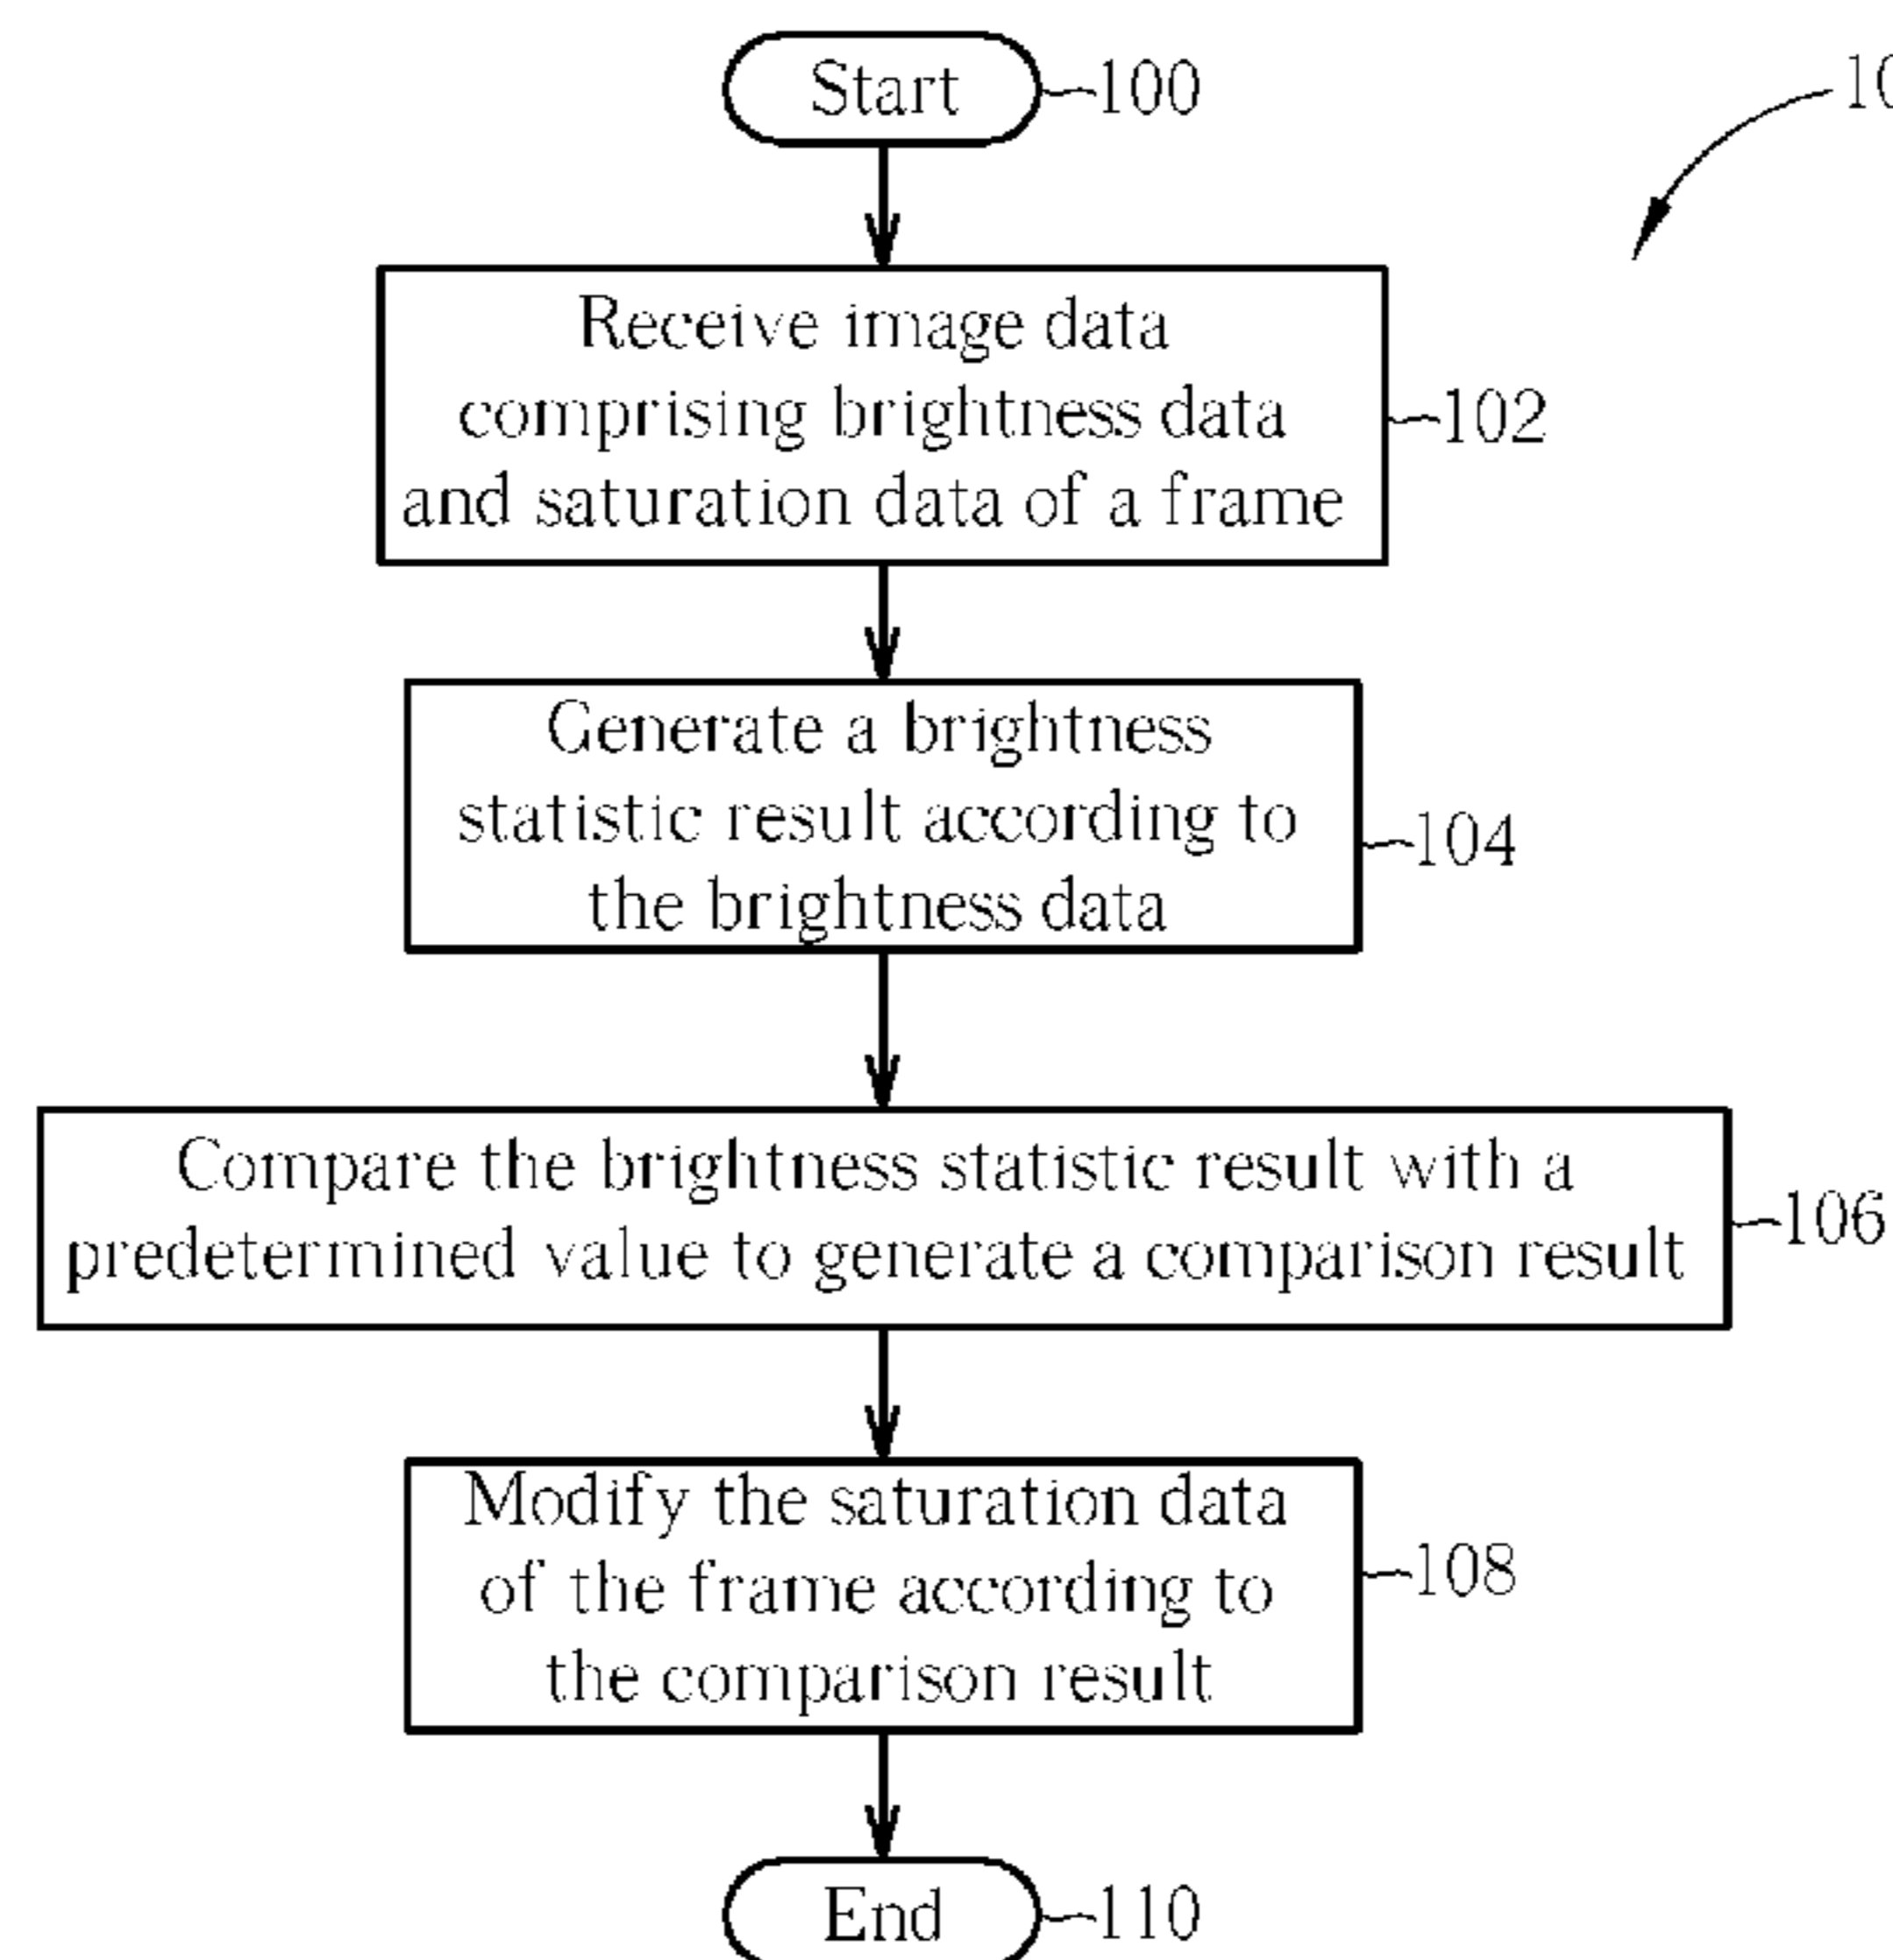 Start
100
10
Receive image data
comprising brightness data
and saturation data of a frame
102
Generate a brightness
statistic result according to
the brightness data
104
Compare the brightness statistic result with a
predetermined value to generate a comparison result
106
Modify the saturation data
of the frame according to
the comparison result
108
End
110